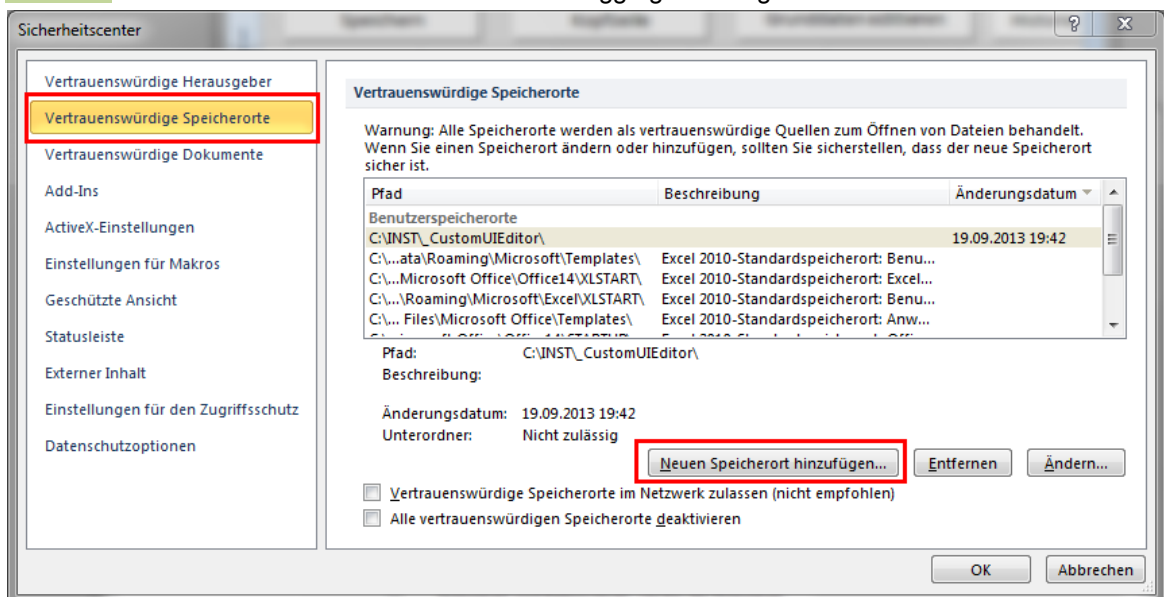 Sicherheitscenter
Vertrauenswürdige Herausgeber
Vertrauenswürdige Speicherorte
Vertrauenswürdige Dokumente
Add-Ins
ActiveX-Einstellungen
Einstellungen für Makros
Geschützte Ansicht
Statusleiste
Externer Inhalt
Einstellungen für den Zugriffsschutz
Datenschutzoptionen
Vertrauenswürdige Speicherorte
Warnung: Alle Speicherorte werden als vertrauenswürdige Quellen zum Öffnen von Dateien behandelt.
Wenn Sie einen Speicherort ändern oder hinzufügen, sollten Sie sicherstellen, dass der neue Speicherort
sicher ist.
Pfad Beschreibung Änderungsdatum
Benutzerspeicherorte
C:\INST\_CustomUIEditor\ 19.09.2013 19:42
C:\...ata\Roaming\Microsoft\Templates\ Excel 2010-Standardspeicherort: Benu...
C:\...Microsoft Office\Office14\XLSTART\ Excel 2010-Standardspeicherort: Excel...
C:\...\Roaming\Microsoft\Excel\XLSTART\ Excel 2010-Standardspeicherort: Benu...
C:\... Files\Microsoft Office\Templates\ Excel 2010-Standardspeicherort: Anw...
Pfad: C:\INST\_CustomUIEditor\
Beschreibung:
Änderungsdatum: 19.09.2013 19:42
Unterordner: Nicht zulässig
Neuen Speicherort hinzufügen... Entfernen Ändern...
Vertrauenswürdige Speicherorte im Netzwerk zulassen (nicht empfohlen)
Alle vertrauenswürdigen Speicherorte deaktivieren
OK Abbrechen